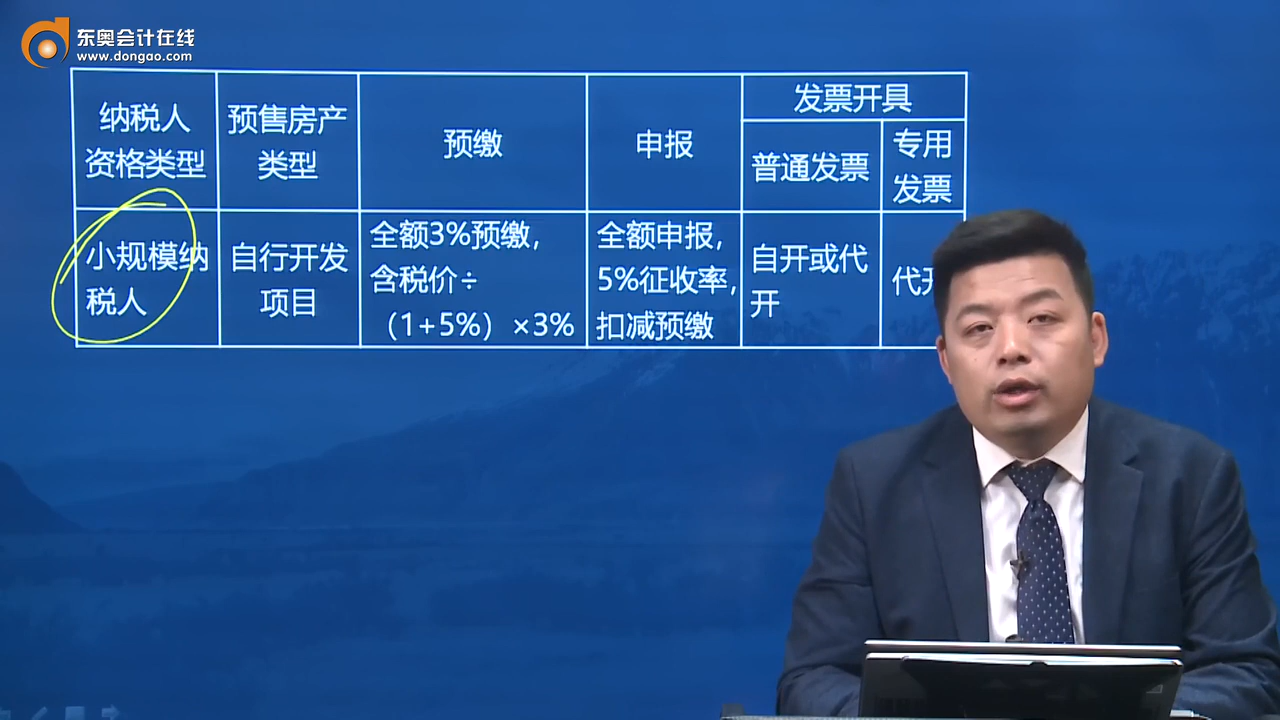 东奥会计在线
www.dongao.com
纳税人
资格类型
预售房产
类型
预缴
申报
发票开具
普通发票
专用
发票
小规模纳
税人
自行开发
项目
全额3%预缴，
含税价÷
（1+5%）×3%
全额申报，
5%征收率，
扣减预缴
自开或代
开
代开